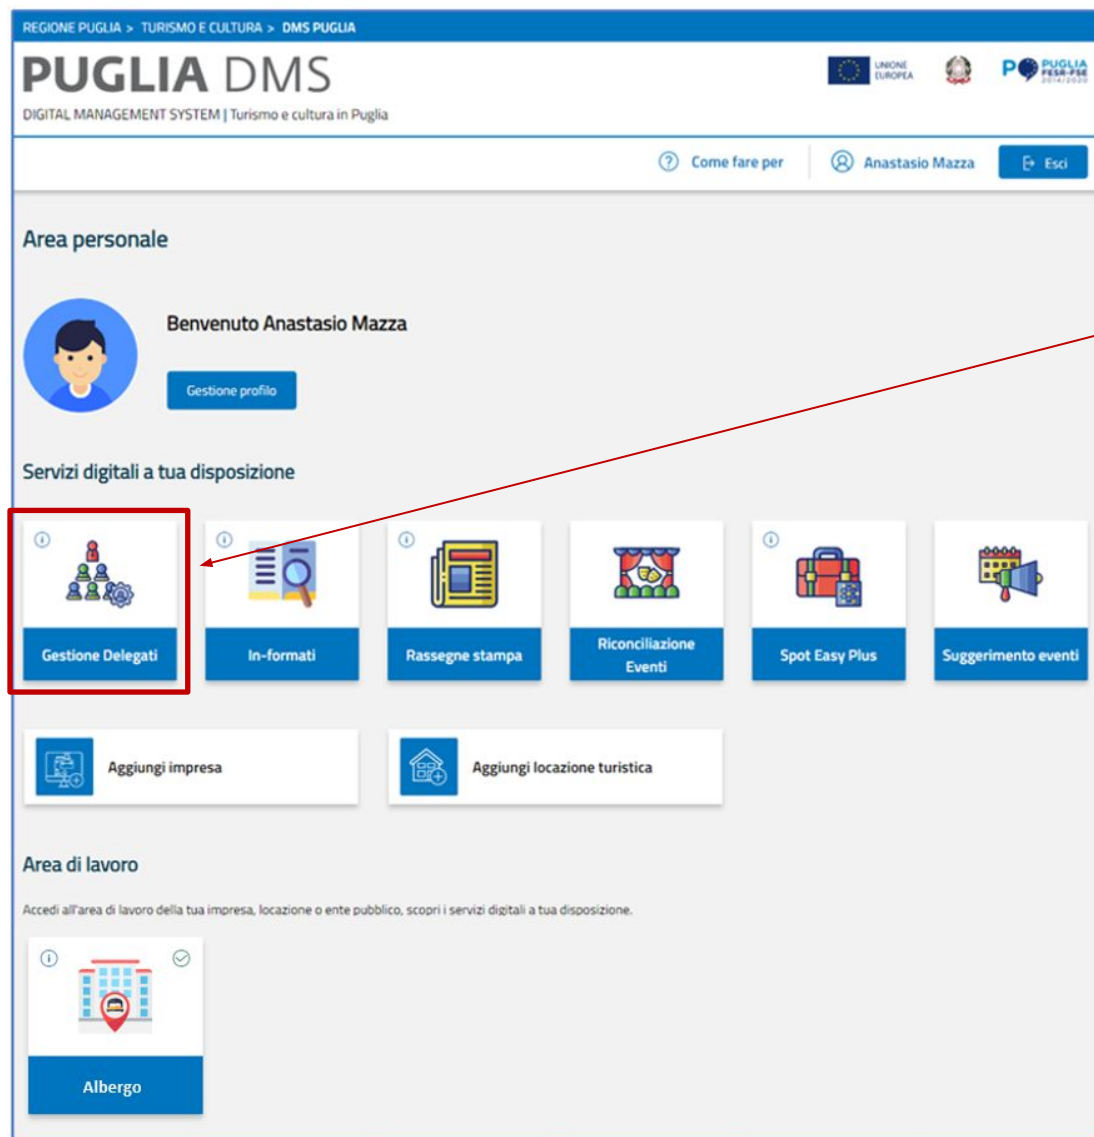 REGIONE PUGLIA > TURISMO E CULTURA > DMS PUGLIA
PUGLIA DMS
DIGITAL MANAGEMENT SYSTEM | Turismo e cultura in Puglia
UNIONE
EUROPEA
PUGLIA
FESR-FSE
2014/2020
Come fare per
Anastasio Mazza
Esci
Area personale
Benvenuto Anastasio Mazza
Gestione profilo
Servizi digitali a tua disposizione
Gestione Delegati
In-formati
Rassegne stampa
Riconciliazione
Eventi
Spot Easy Plus
Suggerimento eventi
Aggiungi impresa
Aggiungi locazione turistica
Area di lavoro
Accedi all'area di lavoro della tua impresa, locazione o ente pubblico, scopri i servizi digitali a tua disposizione.
Albergo